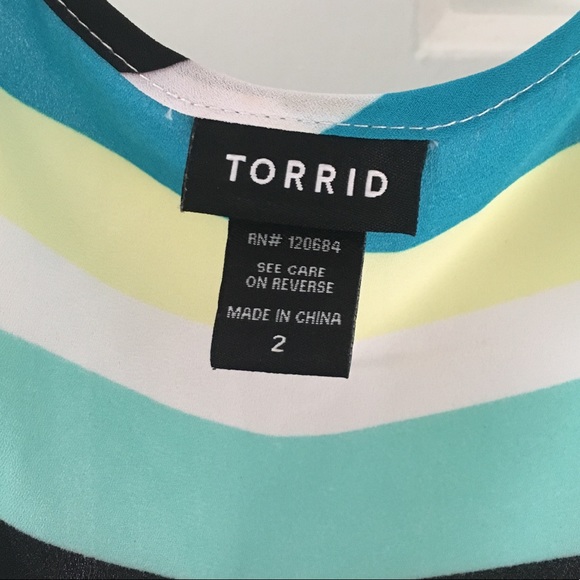 TORRID
RN# 120684
SEE CARE
ON REVERSE
MADE IN CHINA
2